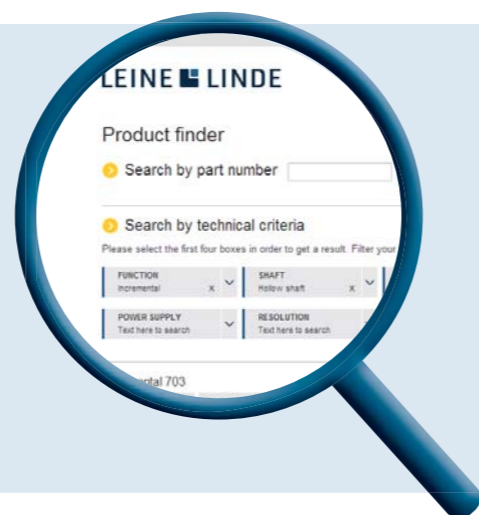 LEINE LINDE
Product finder
Search by part number
Search by technical criteria
Please select the first four boxes in order to get a result. Filter your
FUNCTION SHAFT
Incremental x Hollow shaft x
POWER SUPPLY RESOLUTION
Text here to search Text here to search
ental 703